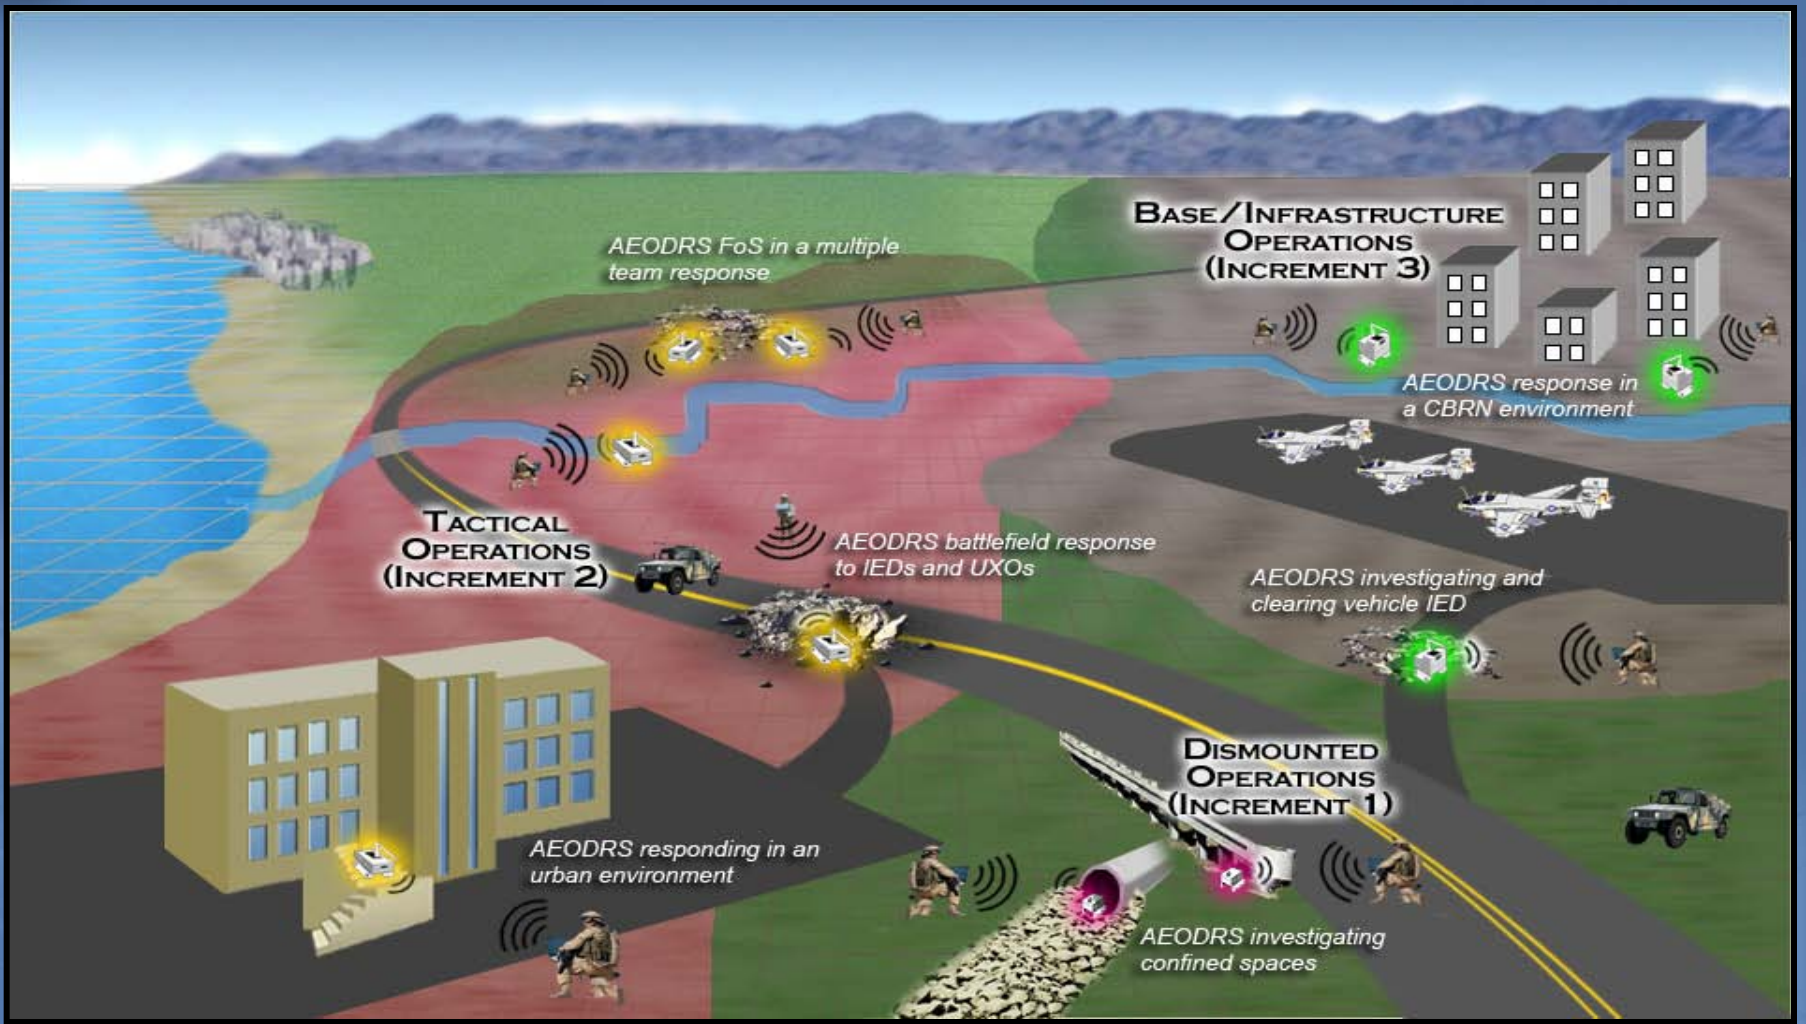 AEODRS FoS in a multiple
team response
BASE/INFRASTRUCTURE
OPERATIONS
(INCREMENT 3)
AEODRS response in
a CBRN environment
TACTICAL
OPERATIONS
(INCREMENT 2)
AEODRS battlefield response
to IEDs and UXOs
AEODRS investigating and
clearing vehicle IED
DISMOUNTED
OPERATIONS
(INCREMENT 1)
AEODRS responding in an
urban environment
AEODRS investigating
confined spaces